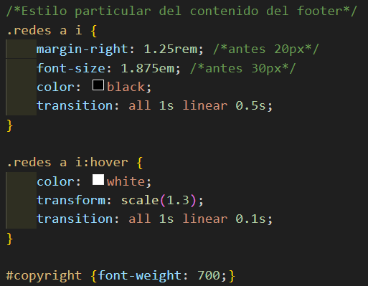 /*Estilo particular del contenido del footer*/
.redes a i {
    margin-right: 1.25rem; /*antes 20px*/
    font-size: 1.875em; /*antes 30px*/
    color: black;
    transition: all 1s linear 0.5s;
}

.redes a i:hover {
    color: white;
    transform: scale(1.3);
    transition: all 1s linear 0.1s;
}

#copyright {font-weight: 700;}